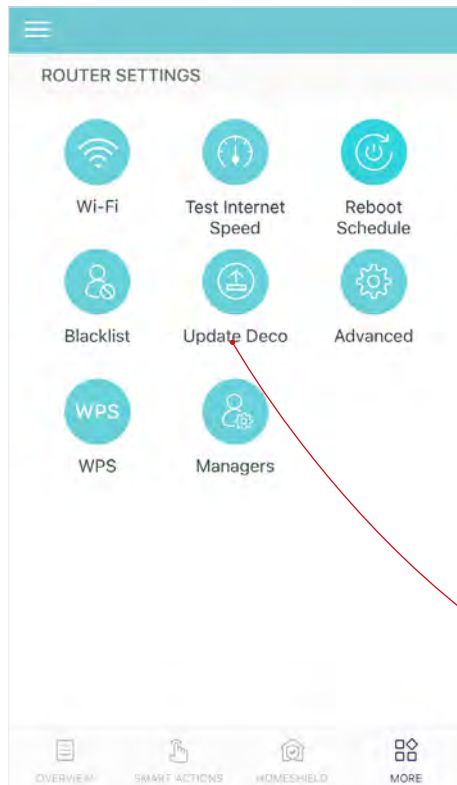 ROUTER SETTINGS
Wi-Fi
Test Internet
Speed
Reboot
Schedule
Blacklist
Update Deco
Advanced
WPS
WPS
Managers
OVERVIEW
SMART ACTIONS
HOMESHIELD
MORE